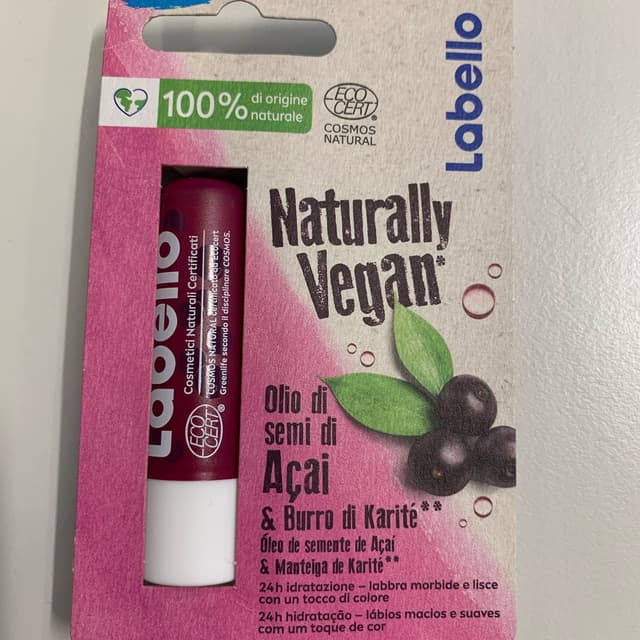 Labello
100% di origine
naturale
ECO
CERT®
COSMOS
NATURAL
Naturally
Vegan*
Olio di
semi di
Açai
& Burro di Karité**
Óleo de semente de Açaí
& Manteiga de Karité**
24h idratazione – labbra morbide e lisce
con un tocco di colore
24h hidratação – lábios macios e suaves
com um toque de cor
Labello
Cosmetici Naturali Certificati
COSMOS NATURAL certificato da Ecocert
Greenlife secondo il disciplinare COSMOS.
ECO
CERT®